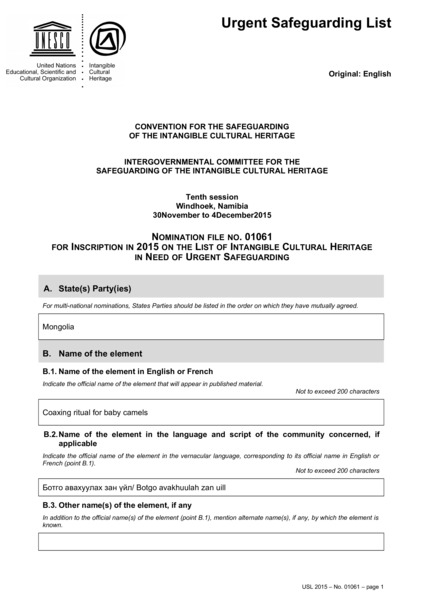 Urgent Safeguarding List
UNESCO
United Nations
Educational, Scientific and
Cultural Organization
Intangible
Cultural
Heritage
Original: English
CONVENTION FOR THE SAFEGUARDING
OF THE INTANGIBLE CULTURAL HERITAGE
INTERGOVERNMENTAL COMMITTEE FOR THE
SAFEGUARDING OF THE INTANGIBLE CULTURAL HERITAGE
Tenth session
Windhoek, Namibia
30November to 4December2015
NOMINATION FILE NO. 01061
FOR INSCRIPTION IN 2015 ON THE LIST OF INTANGIBLE CULTURAL HERITAGE
IN NEED OF URGENT SAFEGUARDING
A. State(s) Party(ies)
For multi-national nominations, States Parties should be listed in the order on which they have mutually agreed.
Mongolia
B. Name of the element
B.1. Name of the element in English or French
Indicate the official name of the element that will appear in published material.
Not to exceed 200 characters
Coaxing ritual for baby camels
B.2.Name of the element in the language and script of the community concerned, if
applicable
Indicate the official name of the element in the vernacular language, corresponding to its official name in English or
French (point B.1).
Not to exceed 200 characters
Ботго авахуулах зан үйл/ Botgo avakhuulah zan uill
B.3. Other name(s) of the element, if any
In addition to the official name(s) of the element (point B.1), mention alternate name(s), if any, by which the element is
known.
USL 2015 – No. 01061 – page 1